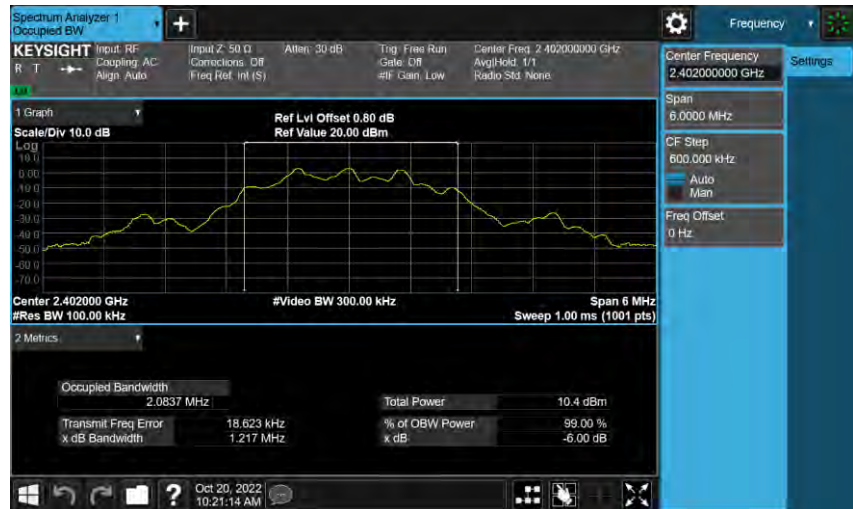 Spectrum Analyzer 1
Occupied BW
Frequency
KEYSIGHT
R T
Input: RF
Coupling: AC
Align: Auto
Input Z: 50 Ω
Corrections: Off
Freq Ref: Int (S)
Atten: 30 dB
Trig: Free Run
Gate: Off
#IF Gain: Low
Center Freq: 2.402000000 GHz
Avg|Hold: 1/1
Radio Std: None
Center Frequency
2.402000000 GHz
Settings
Span
6.0000 MHz
CF Step
600.000 kHz
Auto
Man
Freq Offset
0 Hz
1 Graph
Scale/Div 10.0 dB
Ref Lvl Offset 0.80 dB
Ref Value 20.00 dBm
Log
10.0
0.00
-10.0
-20.0
-30.0
-40.0
-50.0
-60.0
-70.0
Center 2.402000 GHz
#Video BW 300.00 kHz
Span 6 MHz
#Res BW 100.00 kHz
Sweep 1.00 ms (1001 pts)
2 Metrics
Occupied Bandwidth
2.0837 MHz
Total Power 10.4 dBm
Transmit Freq Error 18.623 kHz
% of OBW Power 99.00 %
x dB Bandwidth 1.217 MHz
x dB -6.00 dB
?
Oct 20, 2022
10:21:14 AM